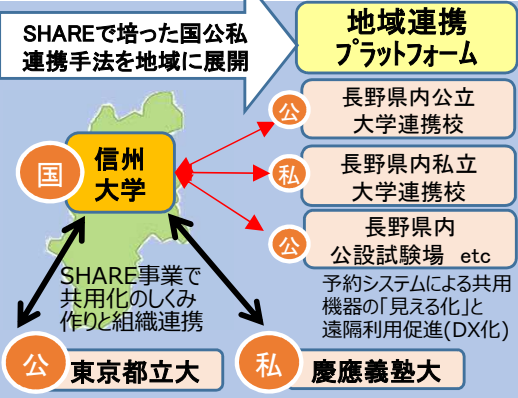 SHAREで培った国公私
連携手法を地域に展開
地域連携
プラットフォーム
公
長野県内公立
大学連携校
国
信州
大学
私
長野県内私立
大学連携校
公
長野県内
公設試験場 etc
SHARE事業で
共用化のしくみ
作りと組織連携
予約システムによる共用
機器の「見える化」と
遠隔利用促進(DX化)
公
東京都立大
私
慶應義塾大